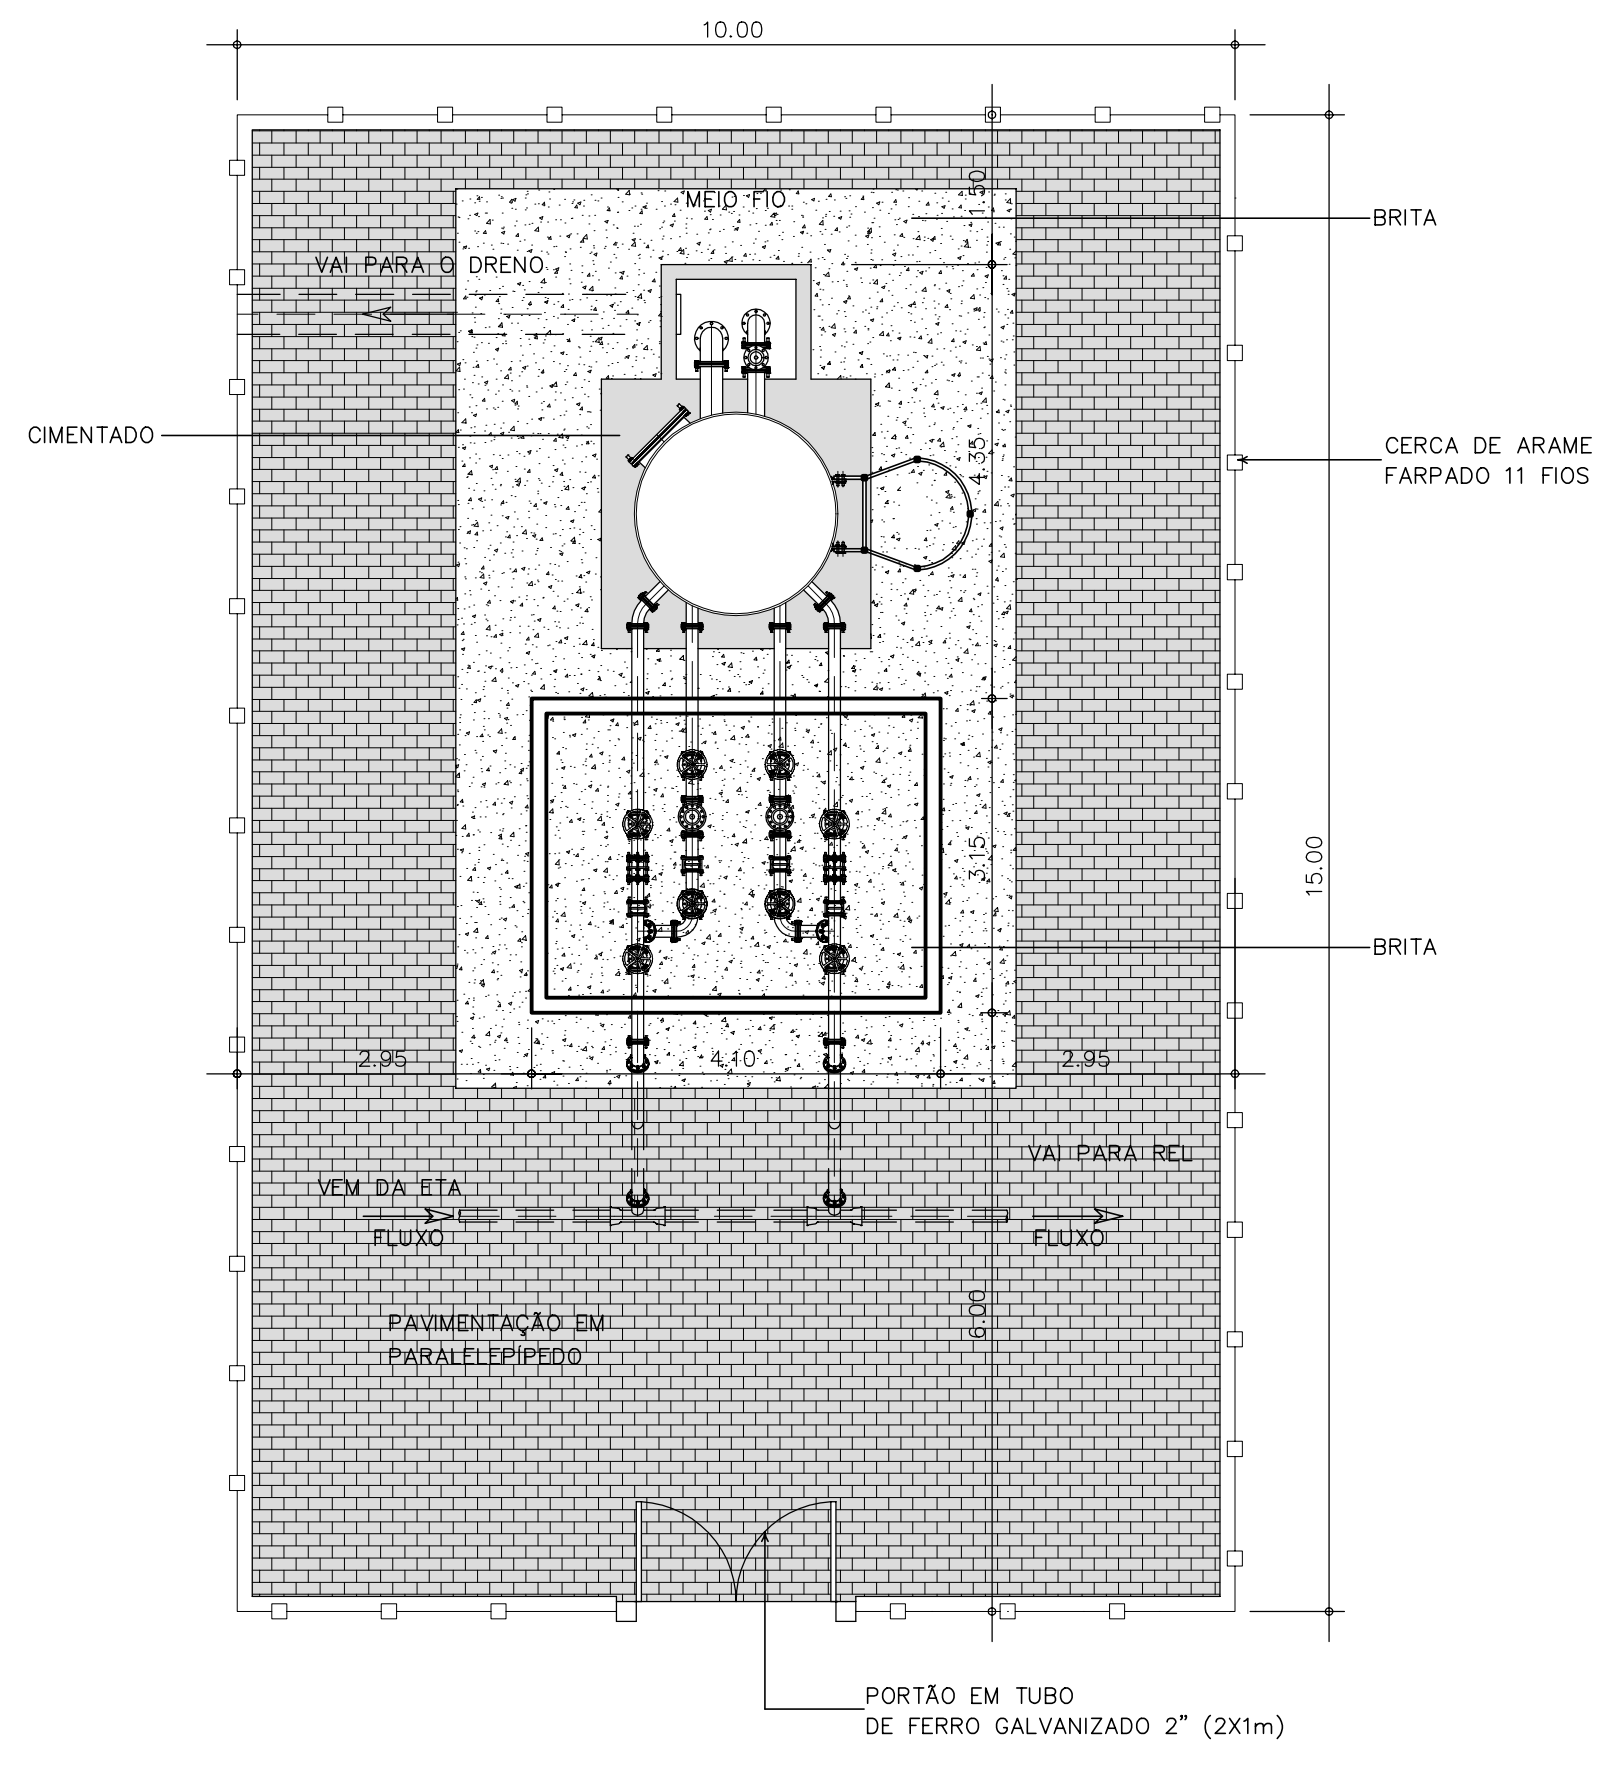 10.00
1.50
MEIO FIO
BRITA
VAI PARA O DRENO
CIMENTADO
4.35
CERCA DE ARAME
FARPADO 11 FIOS
3.15
15.00
BRITA
2.95
4.10
2.95
VAI PARA REL
VEM DA ETA
FLUXO
FLUXO
6.00
PAVIMENTAÇÃO EM
PARALELEPÍPEDO
PORTÃO EM TUBO
DE FERRO GALVANIZADO 2” (2X1m)